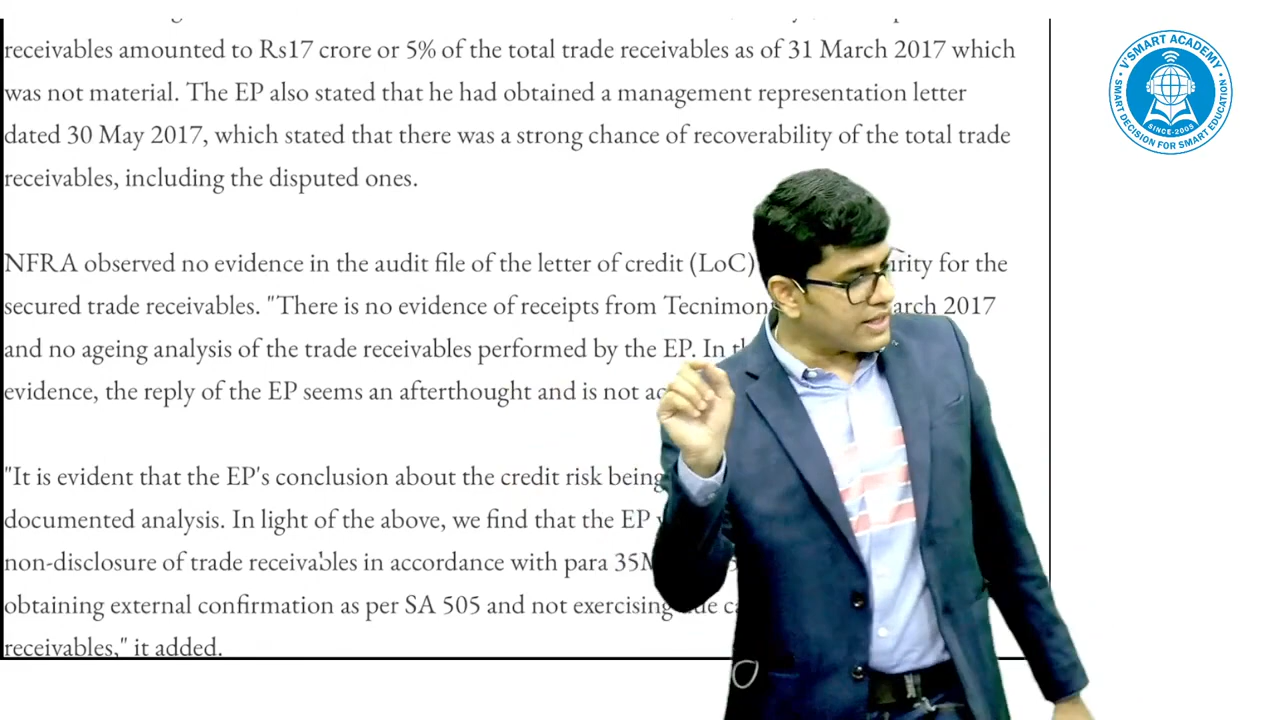 receivables amounted to Rs17 crore or 5% of the total trade receivables as of 31 March 2017 which
was not material. The EP also stated that he had obtained a management representation letter
dated 30 May 2017, which stated that there was a strong chance of recoverability of the total trade
receivables, including the disputed ones.
NFRA observed no evidence in the audit file of the letter of credit (LoC) for the
secured trade receivables. "There is no evidence of receipts from 2017
and no ageing analysis of the trade receivables performed by the EP. In
evidence, the reply of the EP seems an afterthought and is not
"It is evident that the EP's conclusion about the credit risk being
documented analysis. In light of the above, we find that the EP
non-disclosure of trade receivables in accordance with para
obtaining external confirmation as per SA 505 and not exercising
receivables," it added.
V'SMART ACADEMY
SINCE-2005
SMART DECISION FOR SMART EDUCATION